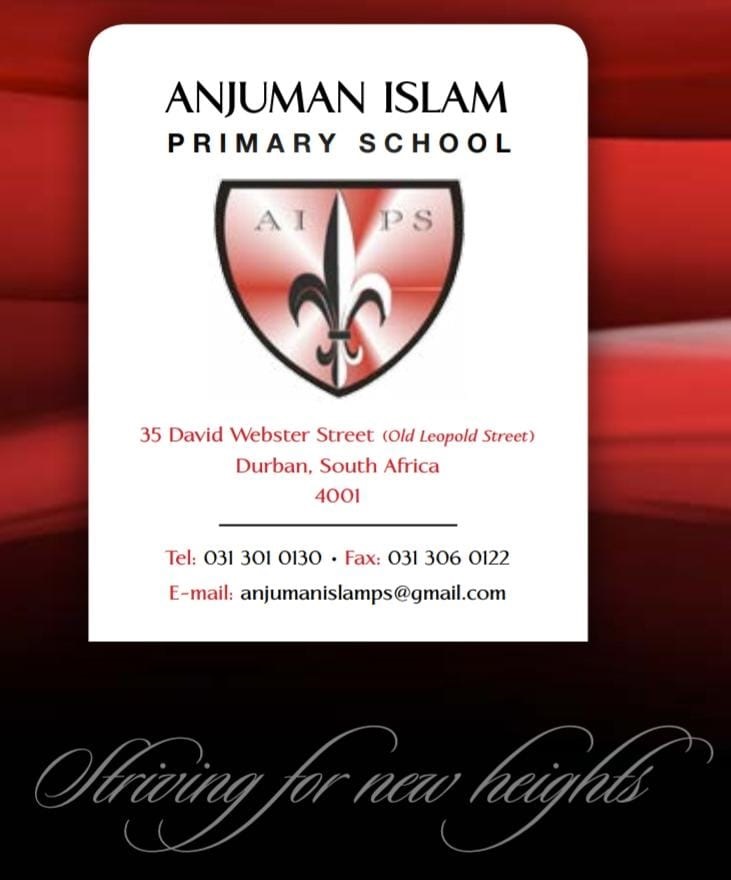 ANJUMAN ISLAM
PRIMARY SCHOOL
AI PS
35 David Webster Street (Old Leopold Street)
Durban, South Africa
4001
Tel: 031 301 0130 • Fax: 031 306 0122
E-mail: anjumanislamps@gmail.com
Striving for new heights